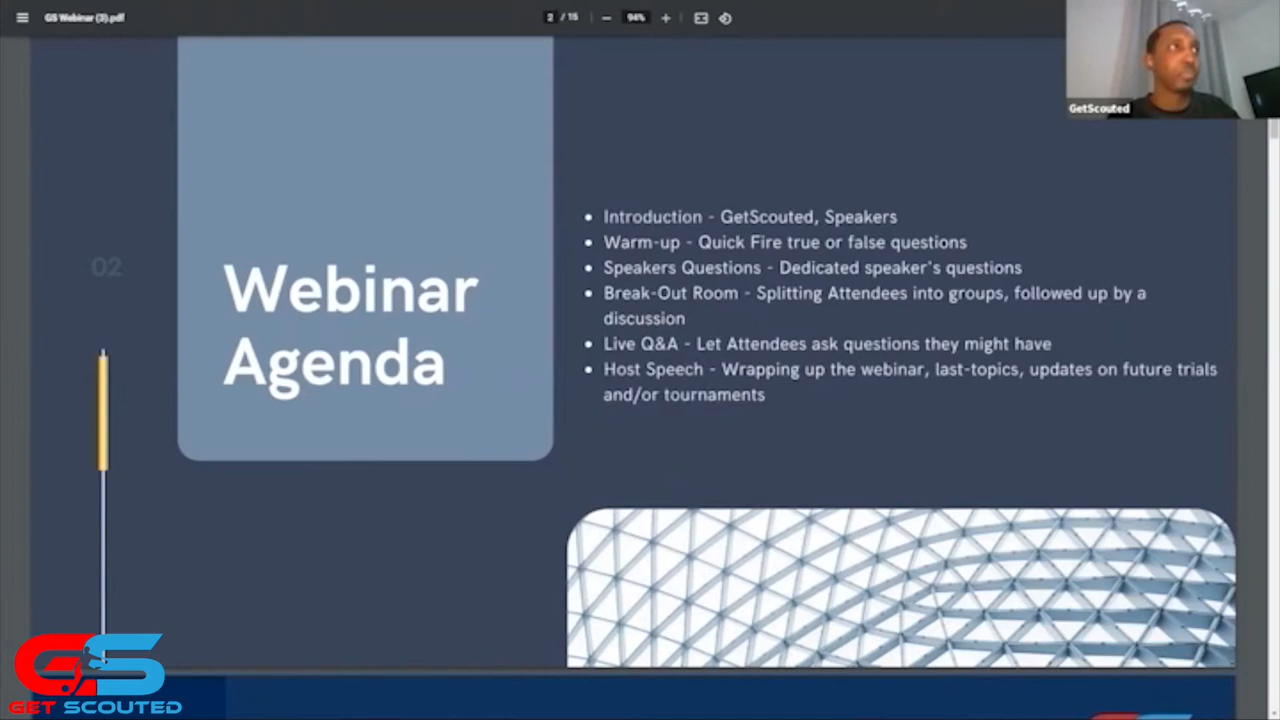 GS Webinar (3).pdf
2 / 15
94%
GetScouted
02
Webinar
Agenda
Introduction - GetScouted, Speakers
Warm-up - Quick Fire true or false questions
Speakers Questions - Dedicated speaker's questions
Break-Out Room - Splitting Attendees into groups, followed up by a
discussion
Live Q&A - Let Attendees ask questions they might have
Host Speech - Wrapping up the webinar, last-topics, updates on future trials
and/or tournaments
GS
GET SCOUTED